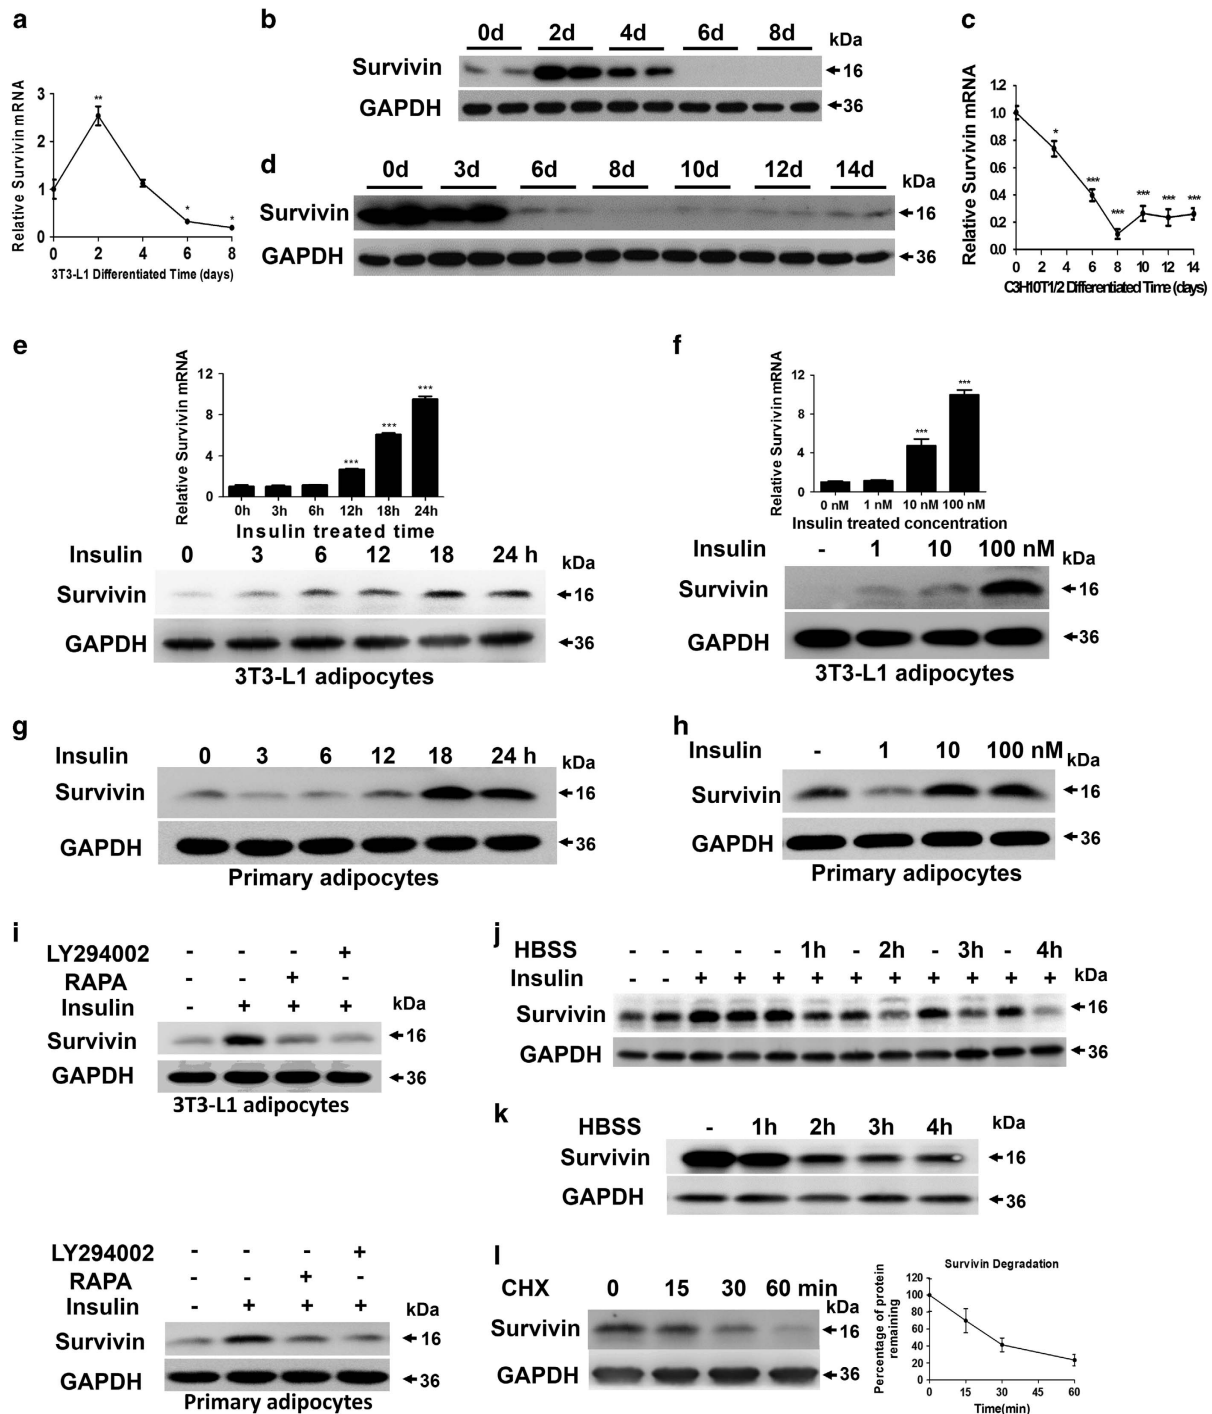 a
Relative Survivin mRNA
3
2
1
0
**
*
*
0 2 4 6 8
3T3-L1 Differentiated Time (days)
b
0d 2d 4d 6d 8d
kDa
Survivin
16
GAPDH
36
c
Relative Survivin mRNA
1.2
1.0
0.8
0.6
0.4
0.2
0.0
*
***
***
***
***
***
0 2 4 6 8 10 12 14
C3H10T1/2 Differentiated Time (days)
d
0d 3d 6d 8d 10d 12d 14d
kDa
Survivin
16
GAPDH
36
e
Relative Survivin mRNA
12
8
4
0
***
***
***
0h 3h 6h 12h 18h 24h
Insulin treated time
Insulin 0 3 6 12 18 24 h
kDa
Survivin
16
GAPDH
36
3T3-L1 adipocytes
f
Relative Survivin mRNA
12
8
4
0
***
***
0 nM 1 nM 10 nM 100 nM
Insulin treated concentration
Insulin - 1 10 100 nM
kDa
Survivin
16
GAPDH
36
3T3-L1 adipocytes
g
Insulin 0 3 6 12 18 24 h
kDa
Survivin
16
GAPDH
36
Primary adipocytes
h
Insulin - 1 10 100 nM
kDa
Survivin
16
GAPDH
36
Primary adipocytes
i
LY294002 - - - +
RAPA - - + -
Insulin - + + +
kDa
Survivin
16
GAPDH
36
3T3-L1 adipocytes
LY294002 - - - +
RAPA - - + -
Insulin - + + +
kDa
Survivin
16
GAPDH
36
Primary adipocytes
j
HBSS - - - - - 1h - 2h - 3h - 4h
Insulin - - + + + + + + + + + +
kDa
Survivin
16
GAPDH
36
k
HBSS - 1h 2h 3h 4h
kDa
Survivin
16
GAPDH
36
l
CHX 0 15 30 60 min
kDa
Survivin
16
GAPDH
36
Survivin Degradation
Percentage of protein
remaining
120
100
80
60
40
20
0
0 15 30 45 60
Time(min)